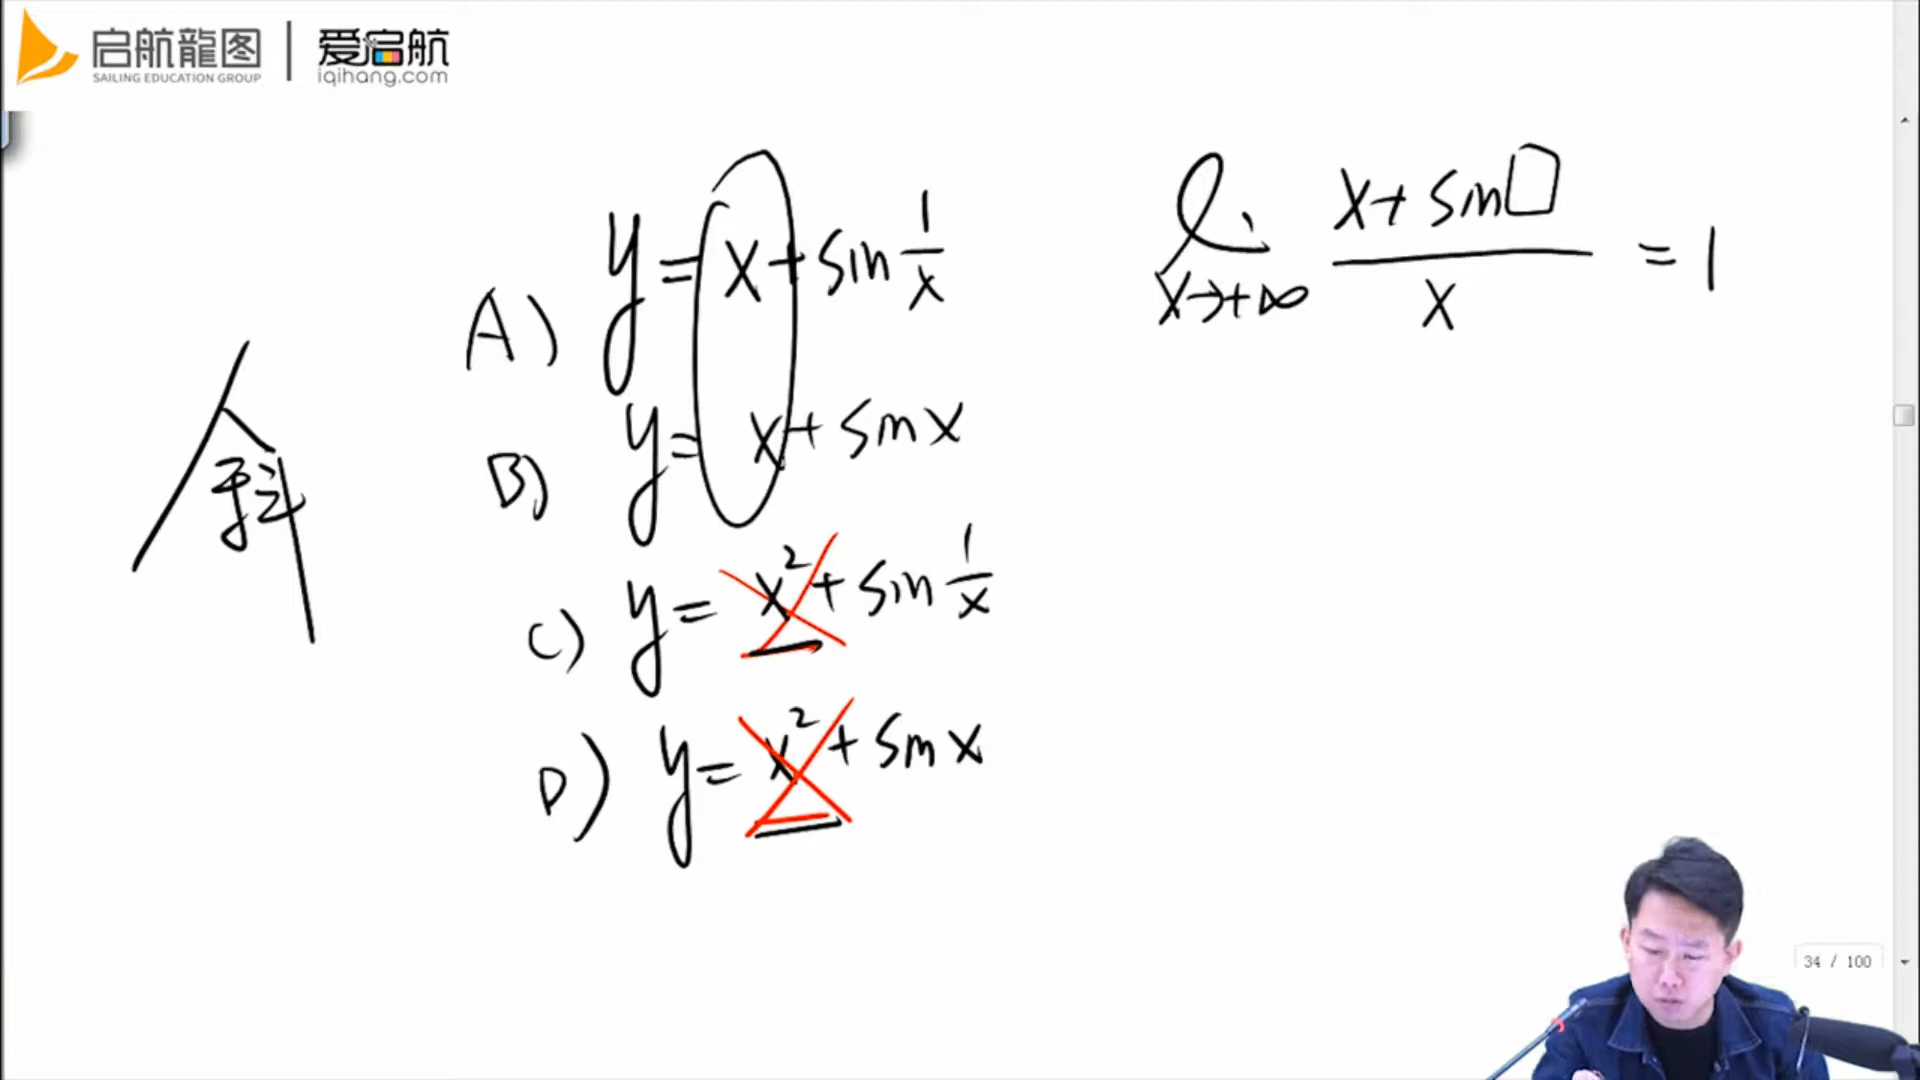 启航龍图 | 爱启航
SAILING EDUCATION GROUP iqihang.com
斜
A) y = x + sin 1/x
B) y = x + sin x
C) y = x² + sin 1/x
D) y = x² + sin x
lim x→+∞ (x + sin□)/x = 1
34 / 100